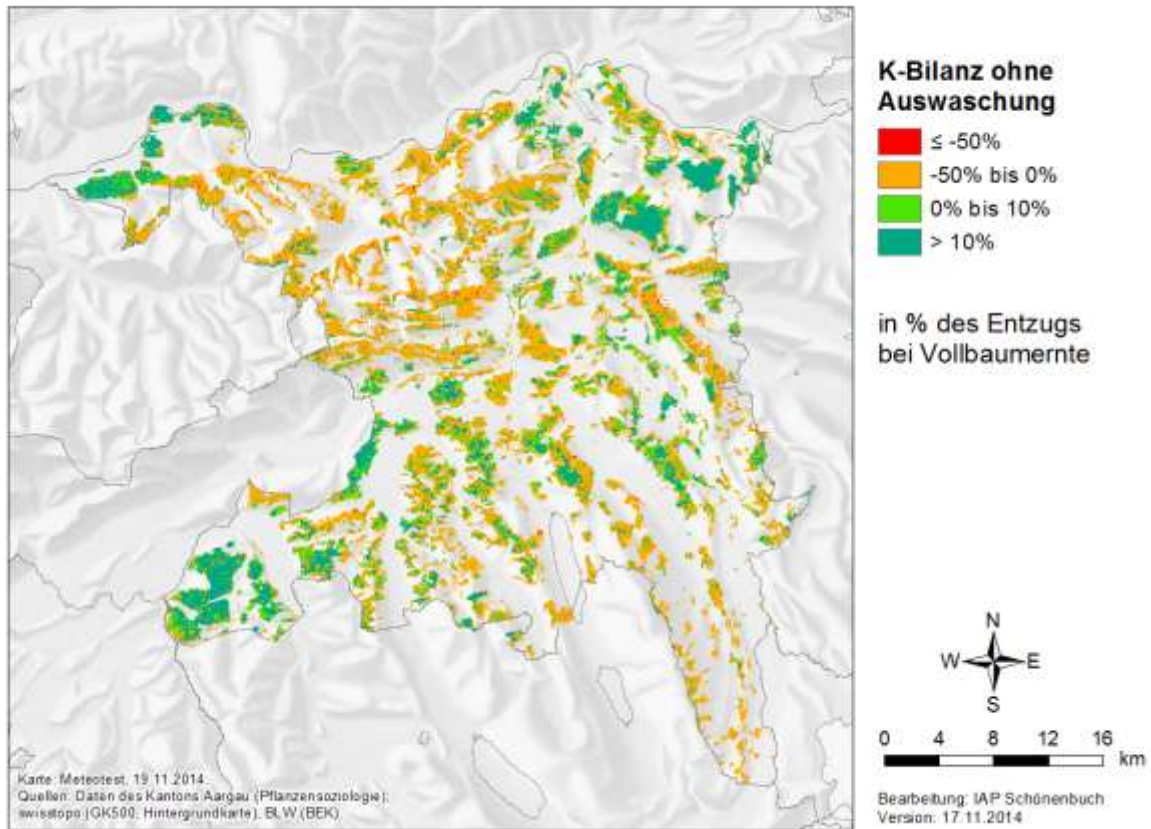 K-Bilanz ohne
Auswaschung
≤ -50%
-50% bis 0%
0% bis 10%
> 10%
in % des Entzugs
bei Vollbaumernte
N
W E
S
0 4 8 12 16
km
Karte: Meteotest, 19.11.2014
Quellen: Daten des Kantons Aargau (Pflanzensoziologie);
swisstopo (GK500, Hintergrundkarte), BLW (BEK)
Bearbeitung: IAP Schönenbuch
Version: 17.11.2014